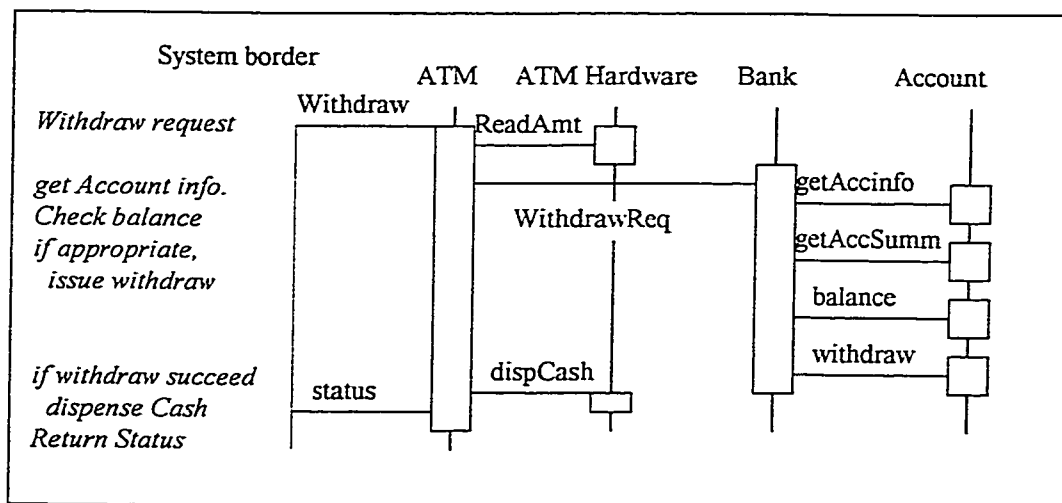 System border
ATM
ATM Hardware
Bank
Account
Withdraw
Withdraw request
ReadAmt
get Account info.
Check balance
if appropriate,
issue withdraw
WithdrawReq
getAccinfo
getAccSumm
balance
withdraw
if withdraw succeed
dispense Cash
Return Status
status
dispCash